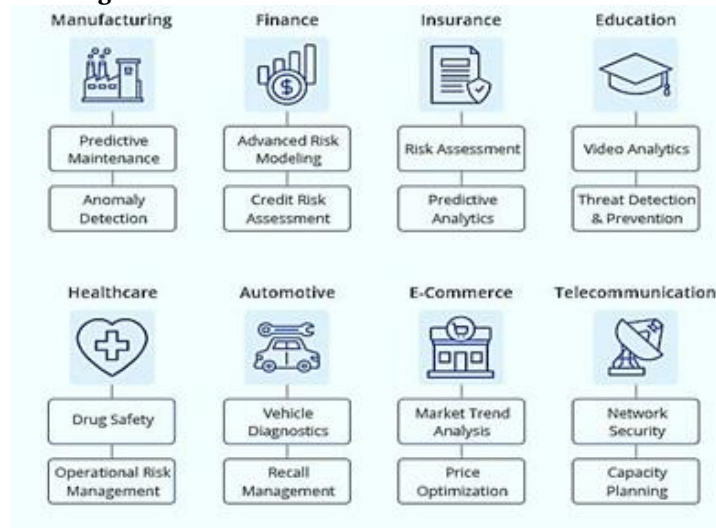 Manufacturing
Finance
Insurance
Education
Predictive
Maintenance
Advanced Risk
Modeling
Risk Assessment
Video Analytics
Anomaly
Detection
Credit Risk
Assessment
Predictive
Analytics
Threat Detection
& Prevention
Healthcare
Automotive
E-Commerce
Telecommunication
Drug Safety
Vehicle
Diagnostics
Market Trend
Analysis
Network
Security
Operational Risk
Management
Recall
Management
Price
Optimization
Capacity
Planning